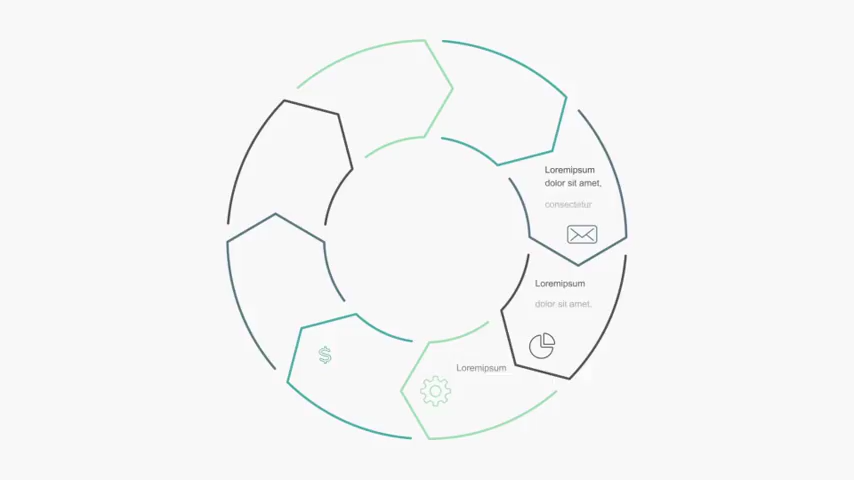 Loremipsum
dolor sit amet,
consectetur
Loremipsum
dolor sit amet.
Loremipsum
$